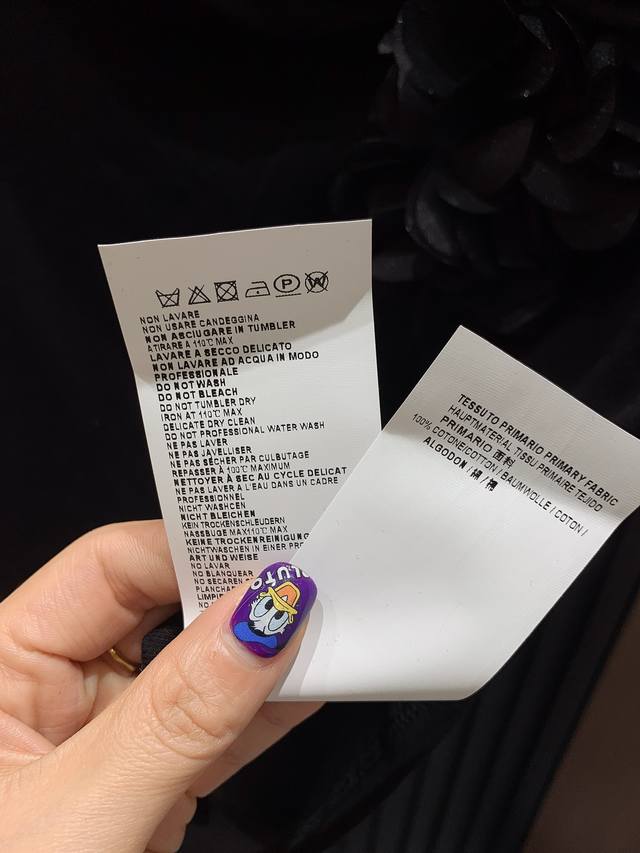 NON LAVARE
NON USARE CANDEGGINA
NON ASCIUGARE IN TUMBLER
ATIRARE A 110℃ MAX
LAVARE A SECCO DELICATO
NON LAVARE AD ACQUA IN MODO
PROFESSIONALE
DO NOT WASH
DO NOT BLEACH
DO NOT TUMBLER DRY
IRON AT 110℃ MAX
DELICATE DRY CLEAN
DO NOT PROFESSIONAL WATER WASH
NE PAS LAVER
NE PAS JAVELLISER
NE PAS SÉCHER PAR CULBUTAGE
REPASSER À 100℃ MAXIMUM
NETTOYER À SEC AU CYCLE DELICAT
NE PAS LAVER A L'EAU DANS UN CADRE
PROFESSIONNEL
NICHT WASHCEN
NICHT BLEICHEN
KEIN TROCKENSCHLEUDERN
NASSBUGE MAX110℃ MAX
KEINE TROCKENREINIGUNG
NICHTWASCHEN IN EINER
ART UND WEISE
NO LAVAR
NO BLANQUEAR
NO SECAR
TESSUTO PRIMARIO PRIMARY FABRIC
HAUPTMATERIAL TISSU PRIMAIRE TEJIDO
PRIMARIO 面料
100% COTONE/COTTON / BAUMWOLLE / COTON /
ALGODON / 棉 / 棉